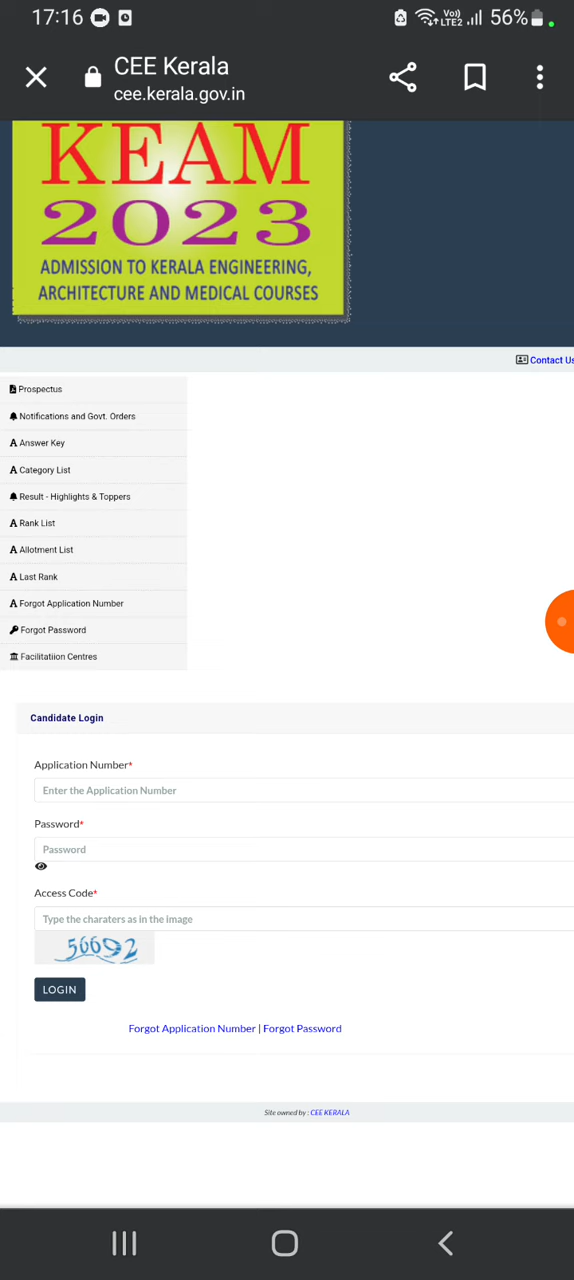 17:16
Vo))
LTE2
56%
CEE Kerala
cee.kerala.gov.in
KEAM
2023
ADMISSION TO KERALA ENGINEERING,
ARCHITECTURE AND MEDICAL COURSES
Contact Us
Prospectus
Notifications and Govt. Orders
A Answer Key
A Category List
Result - Highlights & Toppers
A Rank List
A Allotment List
A Last Rank
A Forgot Application Number
Forgot Password
Facilitatiion Centres
Candidate Login
Application Number*
Enter the Application Number
Password*
Password
Access Code*
Type the charaters as in the image
56692
LOGIN
Forgot Application Number | Forgot Password
Site owned by : CEE KERALA